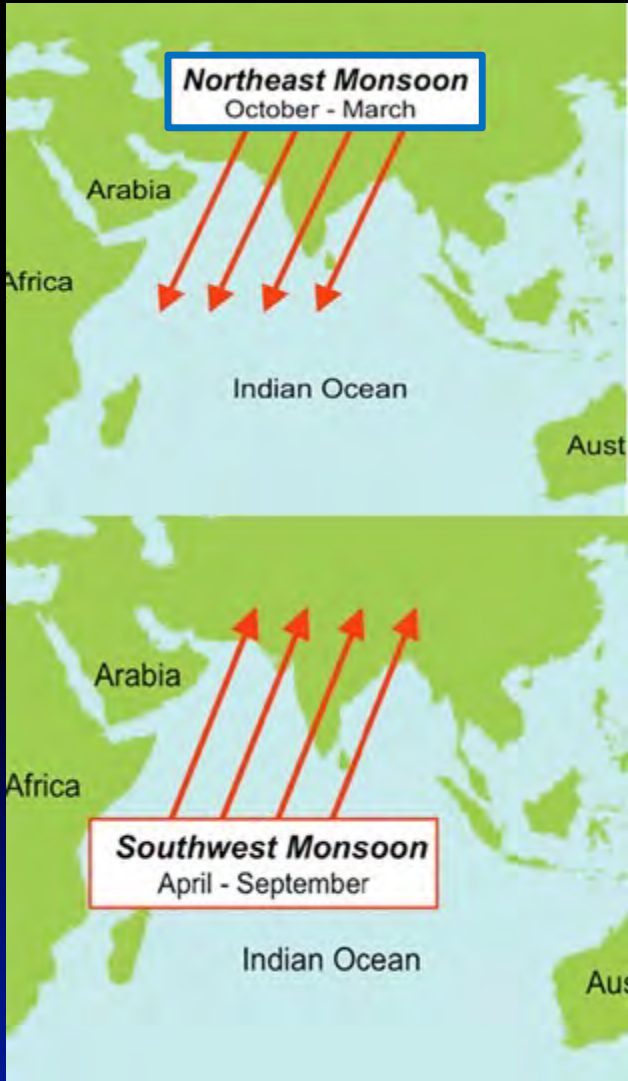 Northeast Monsoon
October - March
Arabia
Africa
Indian Ocean
Aust
Arabia
Africa
Southwest Monsoon
April - September
Indian Ocean
Aus